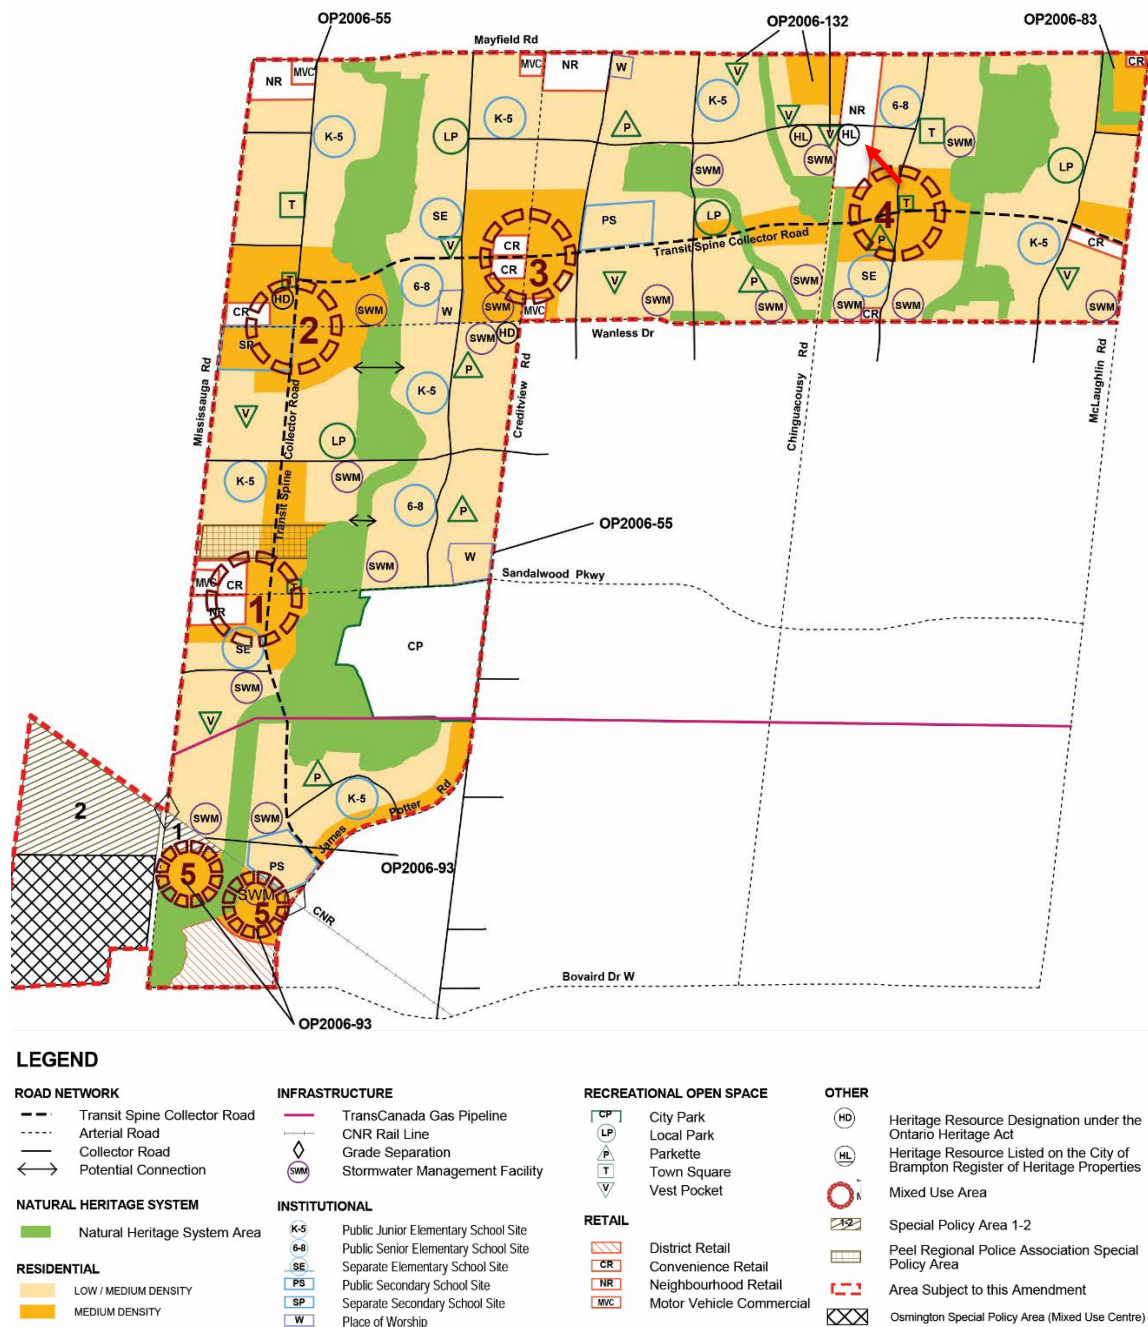 OP2006-55
OP2006-132
OP2006-83
Mayfield Rd
NR
MVC
MVC
NR
W
V
K-5
NR
6-8
CR
K-5
LP
K-5
P
V
HL
V
HL
T
SWM
SWM
SWM
LP
T
SE
V
PS
LP
4
T
P
K-5
CR
CR
CR
3
Transit Spine Collector Road
V
SWM
P
SWM
SWM
SE
SWM
SWM
CR
V
SWM
T
HD
2
CR
SP
SWM
6-8
W
SWM
MVC
SWM
HD
P
Wanless Dr
Mississauga Rd
Transit Spine Collector Road
Creditview Rd
Chinguacousy Rd
McLaughlin Rd
K-5
V
LP
K-5
SWM
6-8
P
OP2006-55
W
SWM
Sandalwood Pkwy
MVC
CR
NR
1
T
SE
CP
SWM
V
P
K-5
James Potter Rd
2
1
SWM
SWM
PS
OP2006-93
5
SWM
5
CNR
Bovaird Dr W
OP2006-93
LEGEND
ROAD NETWORK
Transit Spine Collector Road
Arterial Road
Collector Road
Potential Connection
NATURAL HERITAGE SYSTEM
Natural Heritage System Area
RESIDENTIAL
LOW / MEDIUM DENSITY
MEDIUM DENSITY
INFRASTRUCTURE
TransCanada Gas Pipeline
CNR Rail Line
Grade Separation
SWM Stormwater Management Facility
INSTITUTIONAL
K-5 Public Junior Elementary School Site
6-8 Public Senior Elementary School Site
SE Separate Elementary School Site
PS Public Secondary School Site
SP Separate Secondary School Site
W Place of Worship
RECREATIONAL OPEN SPACE
CP City Park
LP Local Park
P Parkette
T Town Square
V Vest Pocket
RETAIL
District Retail
CR Convenience Retail
NR Neighbourhood Retail
MVC Motor Vehicle Commercial
OTHER
HD Heritage Resource Designation under the
Ontario Heritage Act
HL Heritage Resource Listed on the City of
Brampton Register of Heritage Properties
Mixed Use Area
1-2 Special Policy Area 1-2
Peel Regional Police Association Special
Policy Area
Area Subject to this Amendment
Osmington Special Policy Area (Mixed Use Centre)